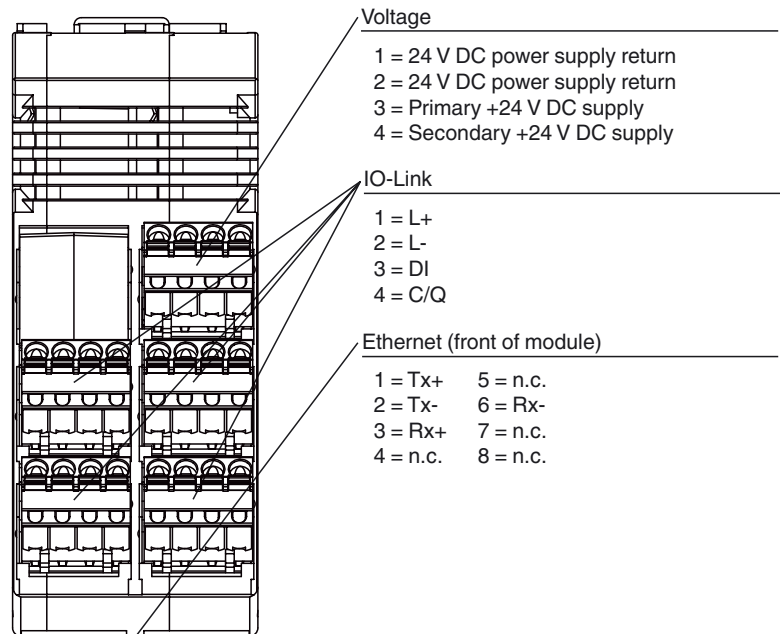 Voltage
1 = 24 V DC power supply return
2 = 24 V DC power supply return
3 = Primary +24 V DC supply
4 = Secondary +24 V DC supply
IO-Link
1 = L+
2 = L-
3 = DI
4 = C/Q
Ethernet (front of module)
1 = Tx+ 5 = n.c.
2 = Tx- 6 = Rx-
3 = Rx+ 7 = n.c.
4 = n.c. 8 = n.c.